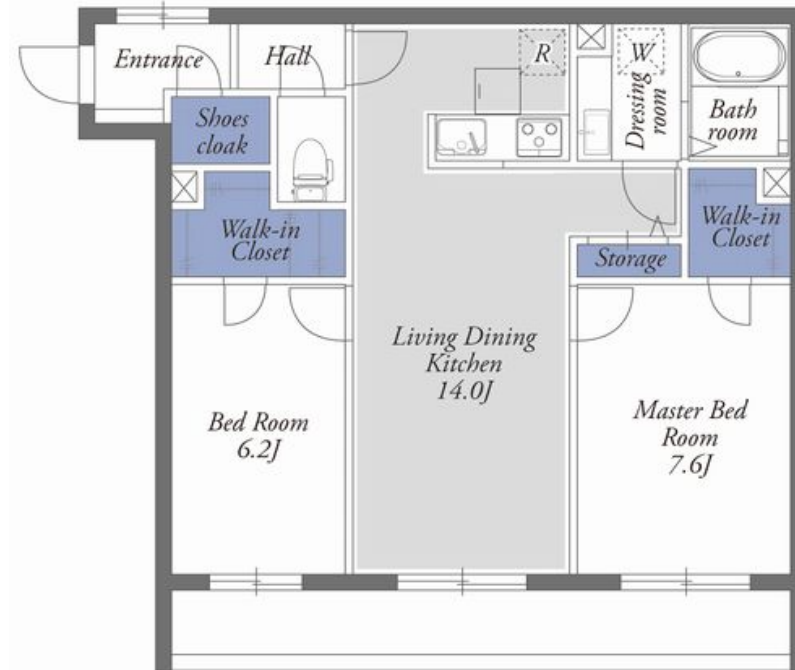 Entrance
Hall
R
W
Dressing
room
Bath
room
Shoes
cloak
Walk-in
Closet
Storage
Walk-in
Closet
Living Dining
Kitchen
14.0J
Bed Room
6.2J
Master Bed
Room
7.6J